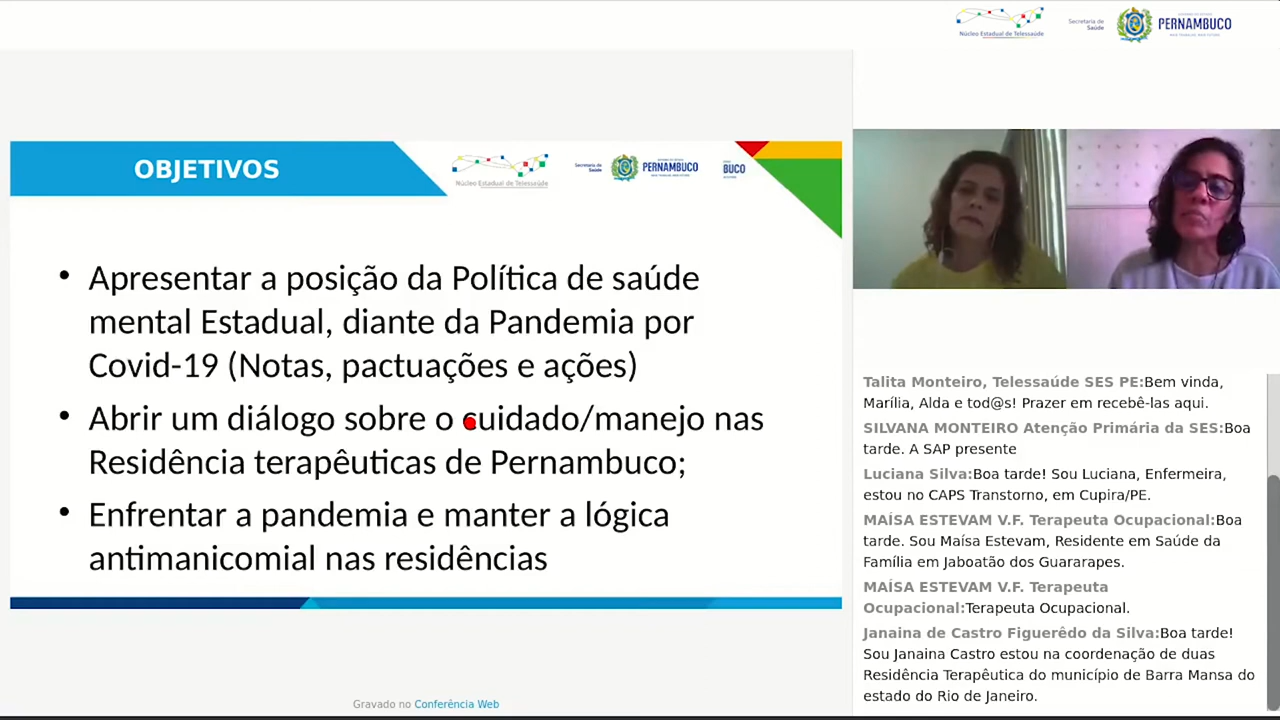 Núcleo Estadual de Telessaúde
Secretaria de
Saúde
PERNAMBUCO
OBJETIVOS
Núcleo Estadual de Telessaúde
Secretaria de
Saúde
PERNAMBUCO
BUCO
• Apresentar a posição da Política de saúde
mental Estadual, diante da Pandemia por
Covid-19 (Notas, pactuações e ações)
• Abrir um diálogo sobre o cuidado/manejo nas
Residência terapêuticas de Pernambuco;
• Enfrentar a pandemia e manter a lógica
antimanicomial nas residências
Gravado no Conferência Web
Talita Monteiro, Telessaúde SES PE:Bem vinda,
Marília, Alda e tod@s! Prazer em recebê-las aqui.
SILVANA MONTEIRO Atenção Primária da SES:Boa
tarde. A SAP presente
Luciana Silva:Boa tarde! Sou Luciana, Enfermeira,
estou no CAPS Transtorno, em Cupira/PE.
MAÍSA ESTEVAM V.F. Terapeuta Ocupacional:Boa
tarde. Sou Maísa Estevam, Residente em Saúde da
Família em Jaboatão dos Guararapes.
MAÍSA ESTEVAM V.F. Terapeuta
Ocupacional:Terapeuta Ocupacional.
Janaina de Castro Figuerêdo da Silva:Boa tarde!
Sou Janaina Castro estou na coordenação de duas
Residência Terapêutica do município de Barra Mansa do
estado do Rio de Janeiro.